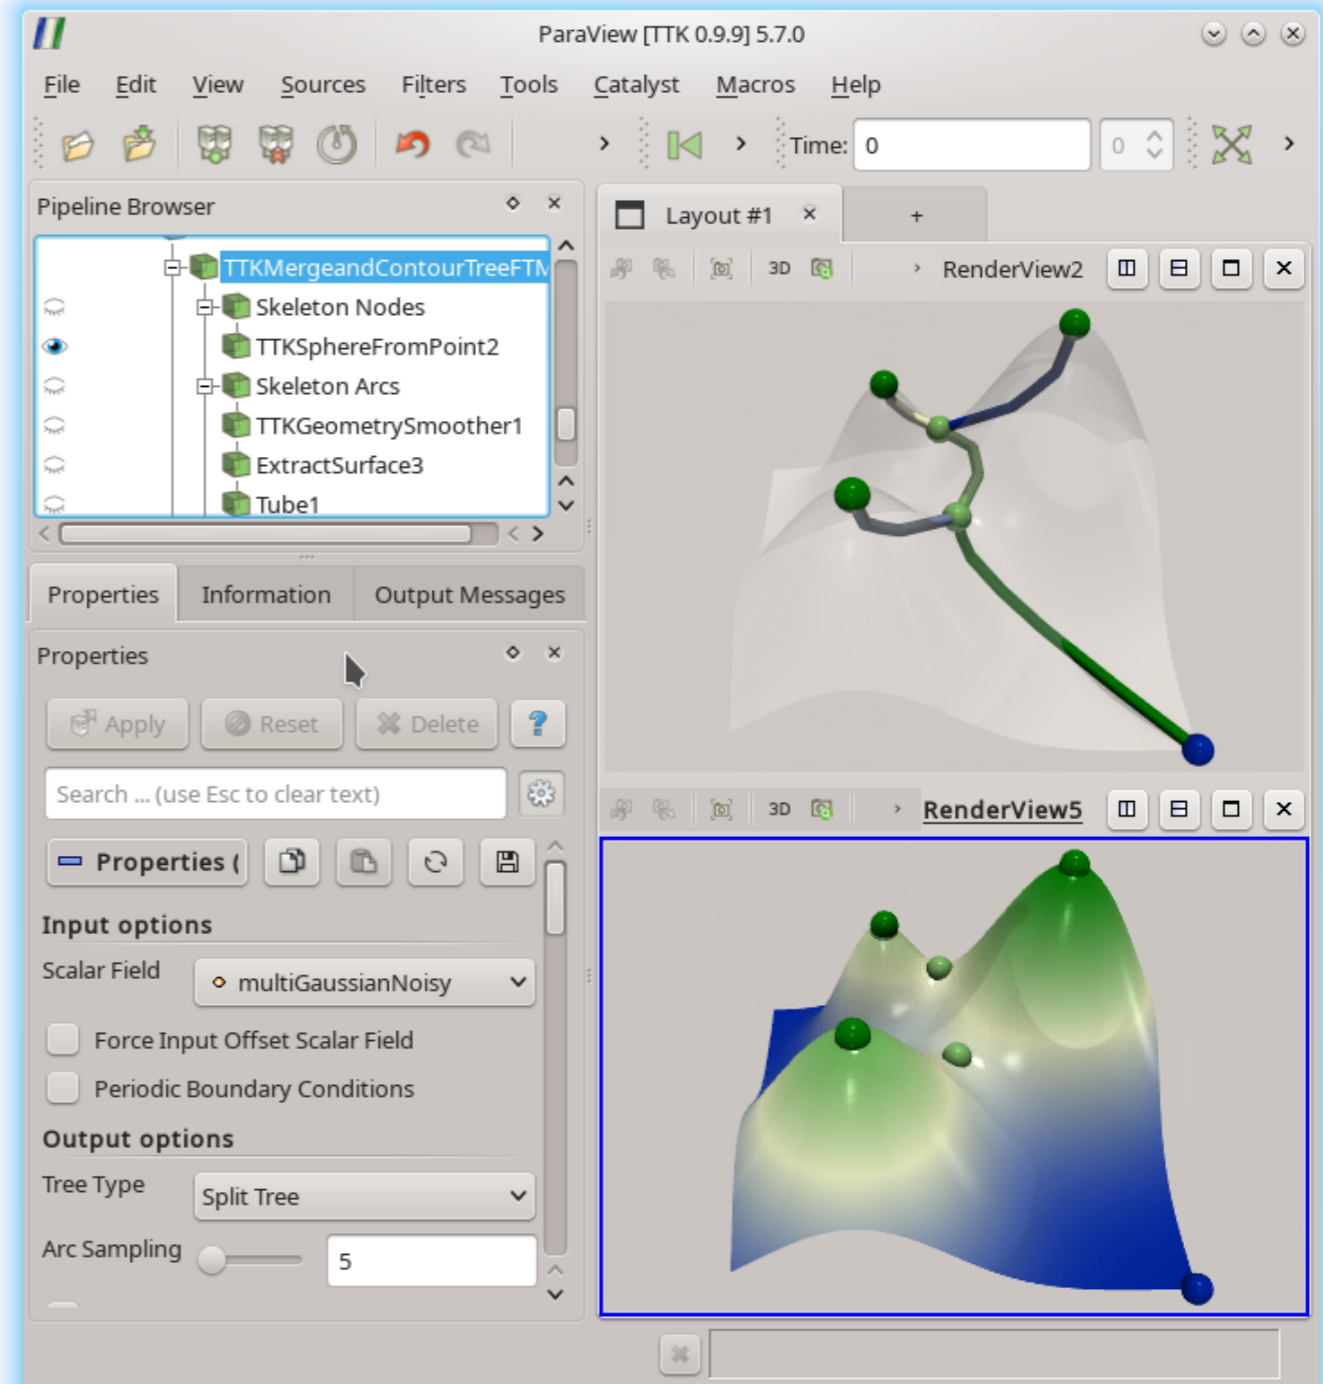 ParaView [TTK 0.9.9] 5.7.0
File Edit View Sources Filters Tools Catalyst Macros Help
Time: 0 0
Pipeline Browser
TTKMergeandContourTreeFTM
Skeleton Nodes
TTKSphereFromPoint2
Skeleton Arcs
TTKGeometrySmoother1
ExtractSurface3
Tube1
Properties Information Output Messages
Properties
Apply Reset Delete ?
Search ... (use Esc to clear text)
Properties (
Input options
Scalar Field multiGaussianNoisy
Force Input Offset Scalar Field
Periodic Boundary Conditions
Output options
Tree Type Split Tree
Arc Sampling 5
Layout #1 +
3D RenderView2
3D RenderView5